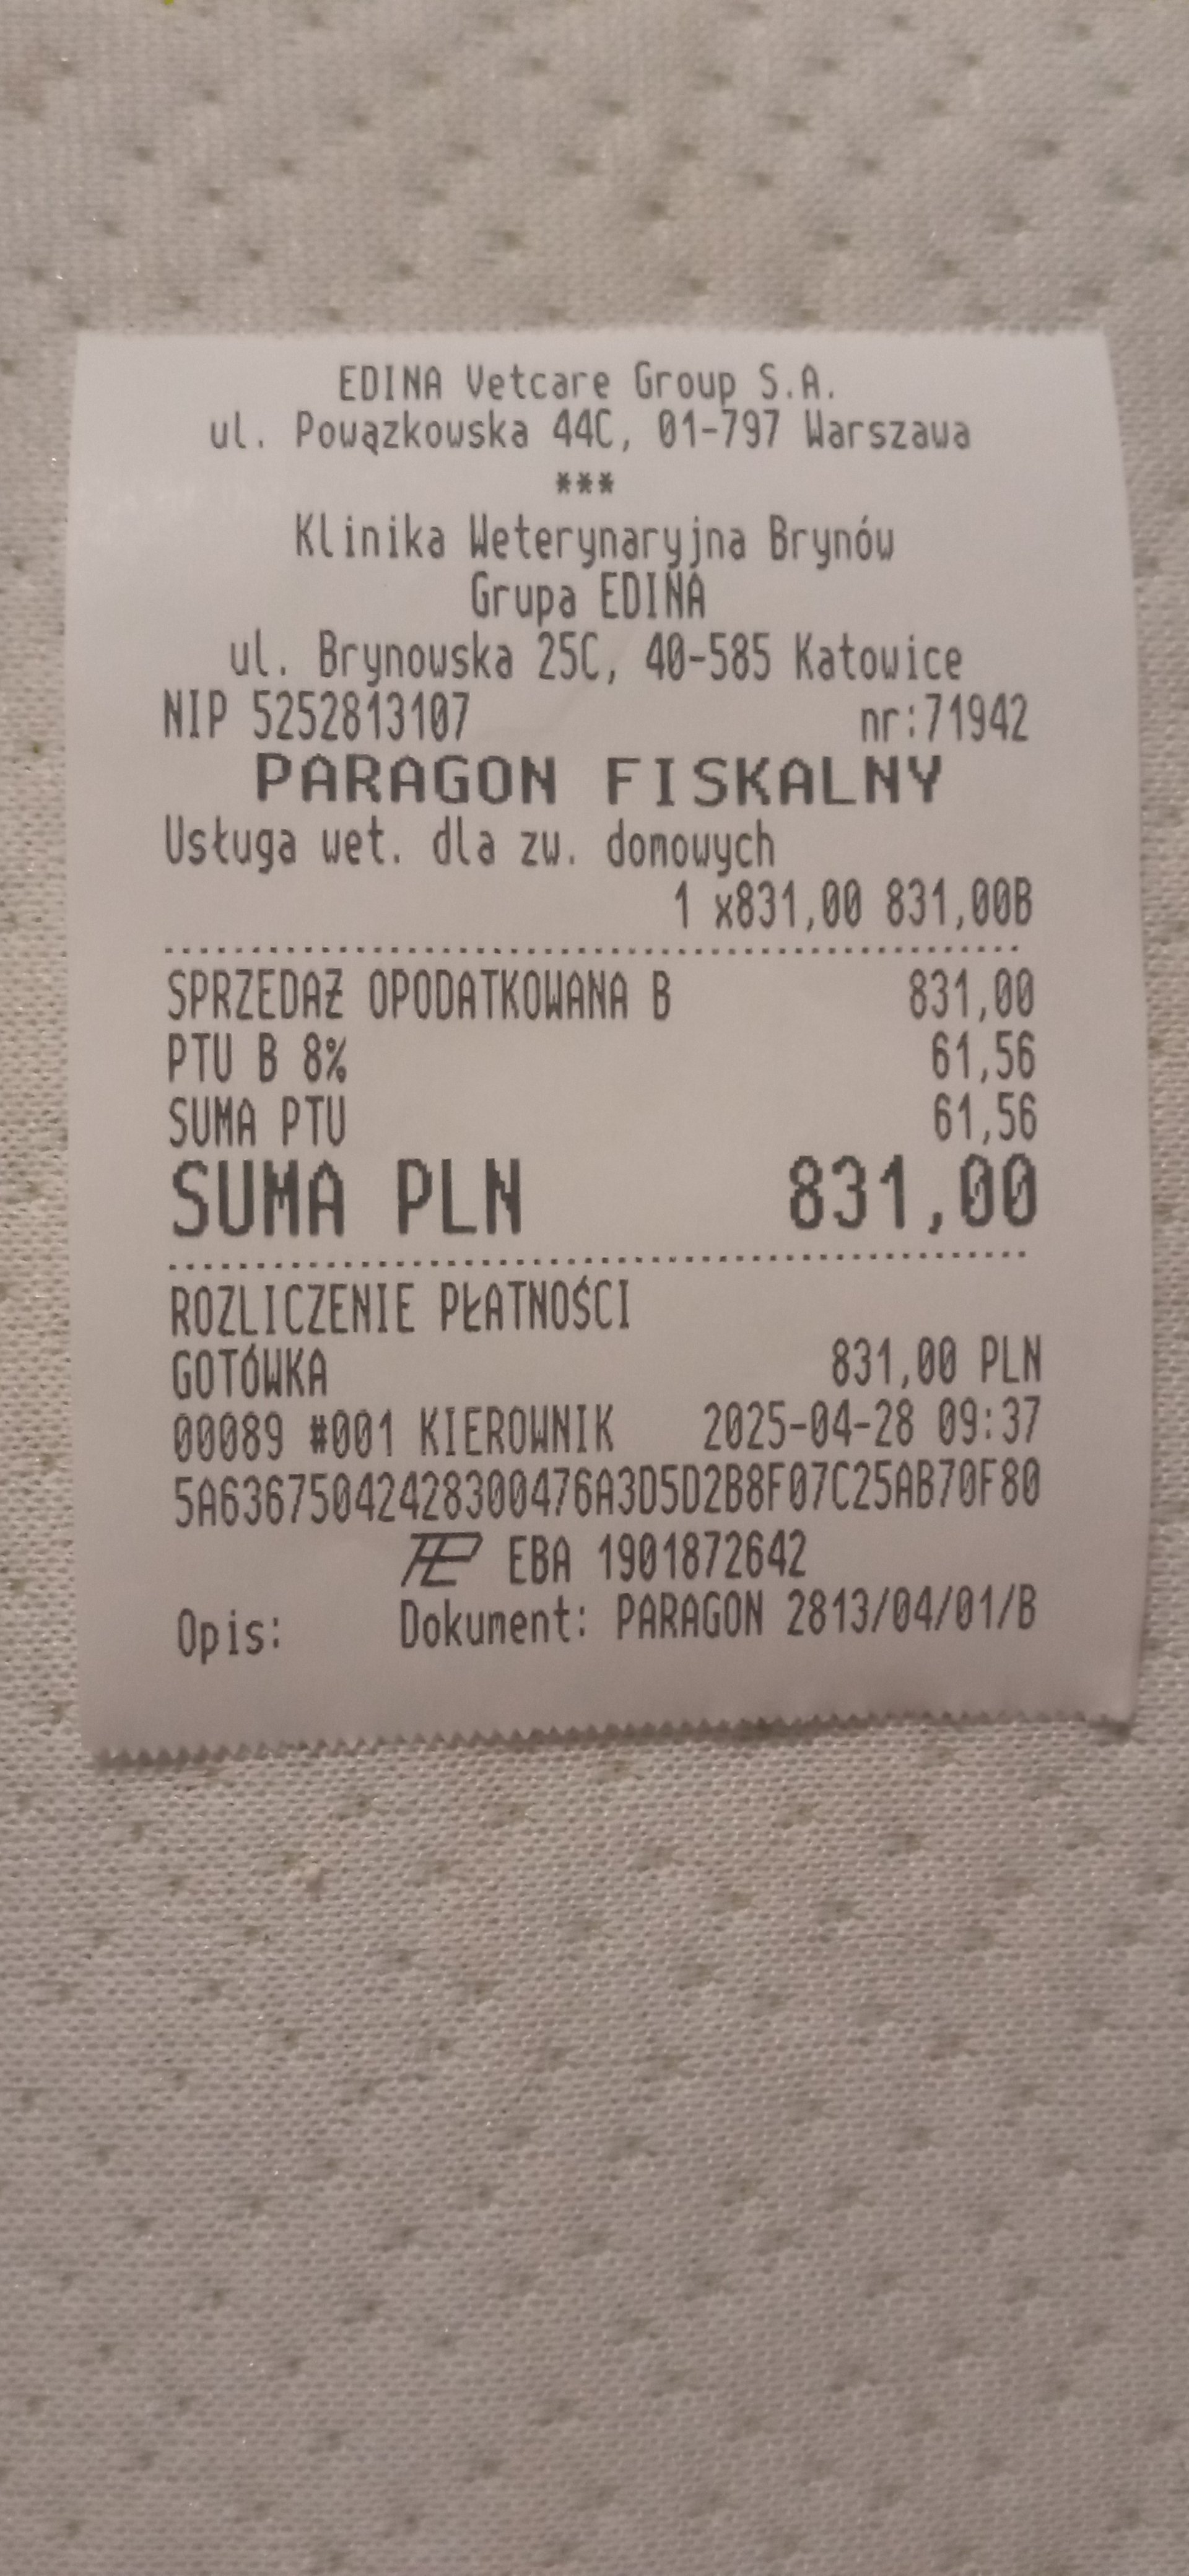 EDINA Vetcare Group S.A.
ul. Powązkowska 44C, 01-797 Warszawa
***
Klinika Weterynaryjna Brynów
Grupa EDINA
ul. Brynowska 25C, 40-585 Katowice
NIP 5252813107 nr:71942
PARAGON FISKALNY
Usługa wet. dla zw. domowych
1 x831,00 831,00B
SPRZEDAŻ OPODATKOWANA B 831,00
PTU B 8% 61,56
SUMA PTU 61,56
SUMA PLN 831,00
ROZLICZENIE PŁATNOŚCI
GOTÓWKA 831,00 PLN
00089 #001 KIEROWNIK 2025-04-28 09:37
5A63675042428300476A3D5D2B8F07C25AB70F80
EBA 1901872642
Opis: Dokument: PARAGON 2813/04/01/B